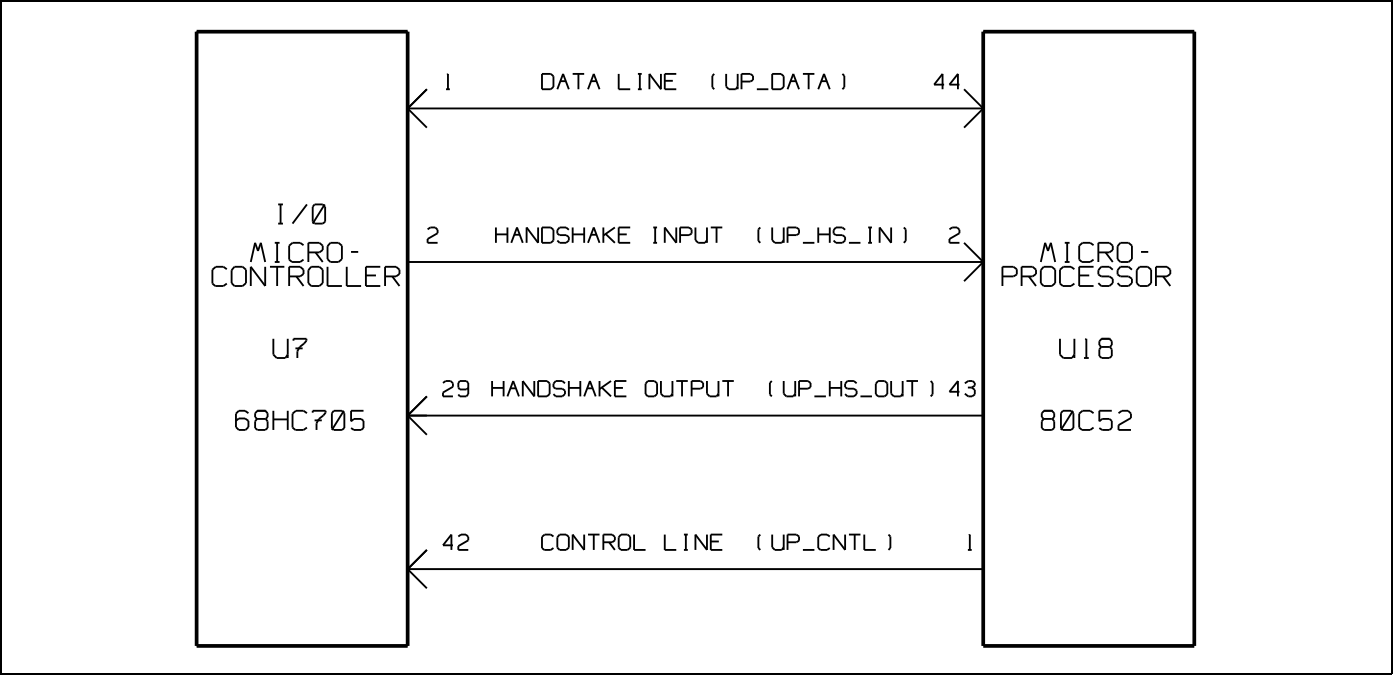 1 DATA LINE (UP_DATA) 44
I/O
MICRO-
CONTROLLER
U7
68HC705
2 HANDSHAKE INPUT (UP_HS_IN) 2
29 HANDSHAKE OUTPUT (UP_HS_OUT) 43
42 CONTROL LINE (UP_CNTL) 1
MICRO-
PROCESSOR
U18
80C52